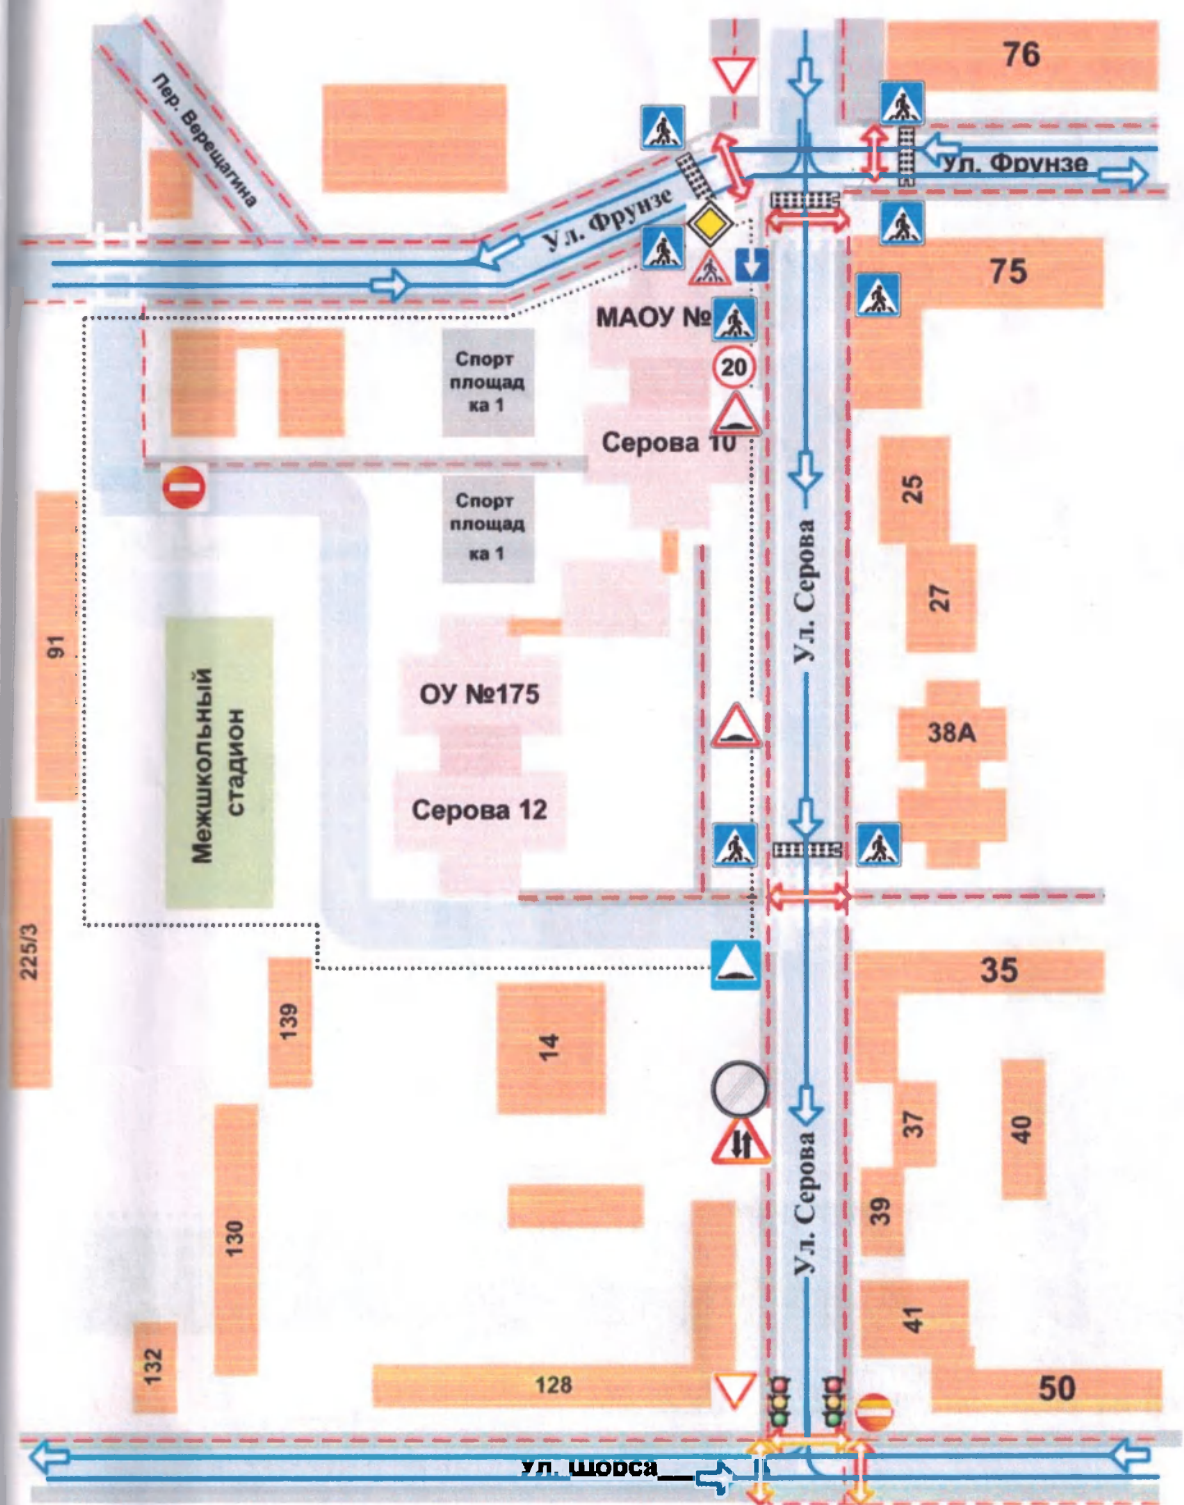 76
Пер. Верещагина
Ул. Фрунзе
Ул. Фрунзе
75
МАОУ №
20
Спорт
площад
ка 1
Серова 10
25
Спорт
площад
ка 1
Ул. Серова
27
91
ОУ №175
Межшкольный
стадион
38А
Серова 12
225/3
35
139
14
37
40
Ул. Серова
39
130
41
132
128
50
ул. Щорса